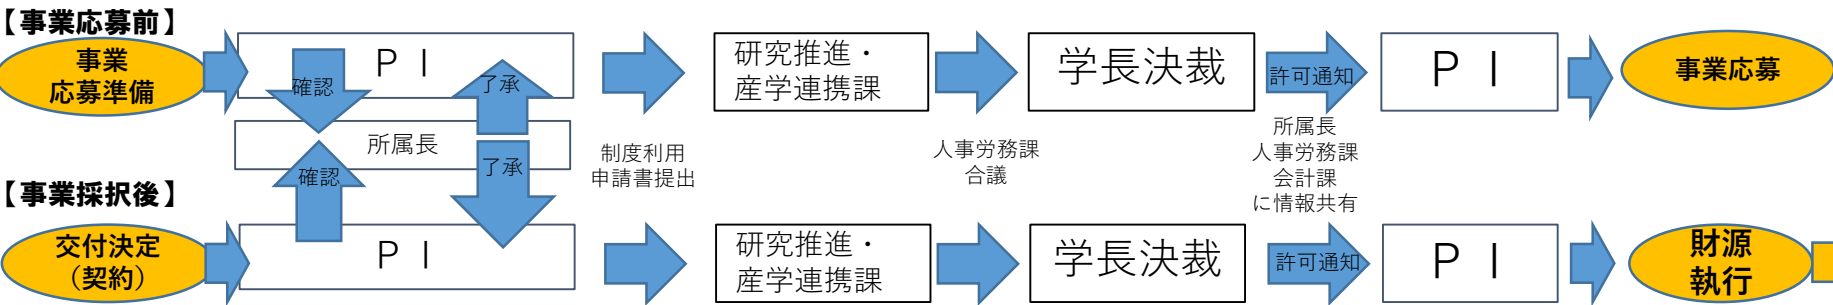 【事業応募前】
事業
応募準備
ＰＩ
確認
了承
所属長
制度利用
申請書提出
研究推進・
産学連携課
人事労務課
合議
学長決裁
許可通知
所属長
人事労務課
会計課
に情報共有
ＰＩ
事業応募
【事業採択後】
交付決定
（契約）
確認
了承
ＰＩ
研究推進・
産学連携課
学長決裁
許可通知
ＰＩ
財源
執行